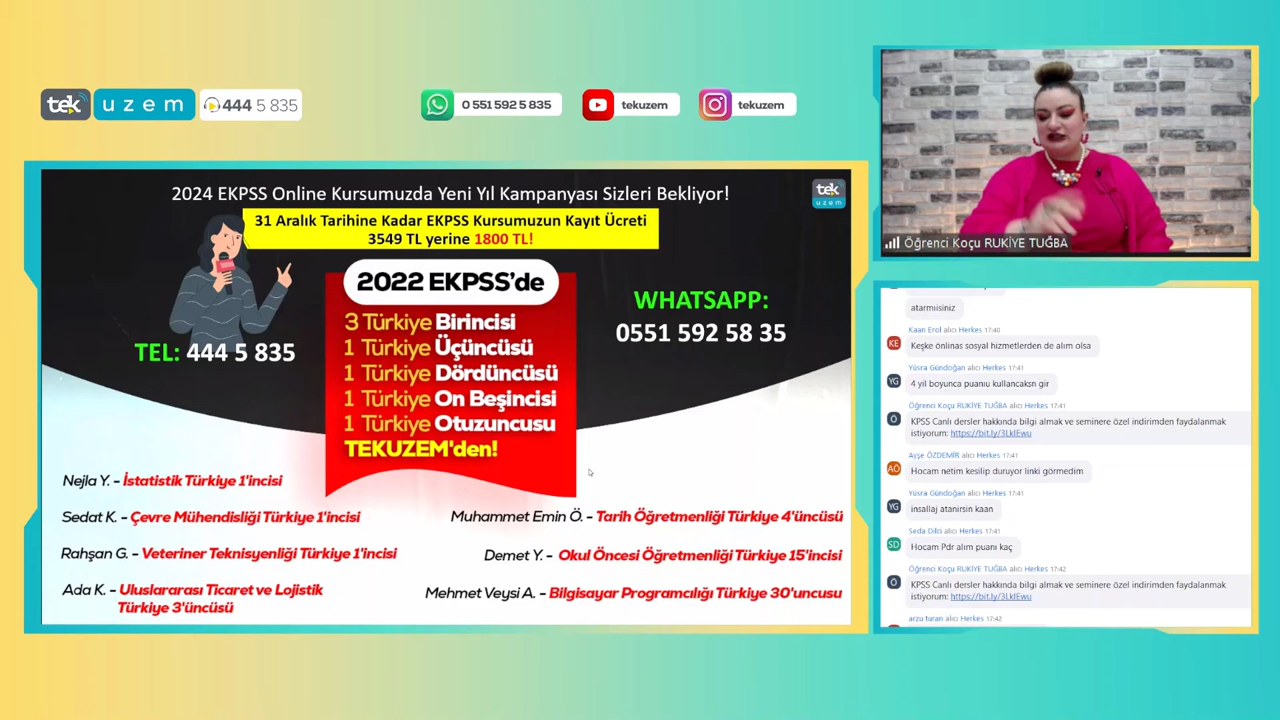 tek uzem 444 5 835
0 551 592 5 835
tekuzem
tekuzem
2024 EKPSS Online Kursumuzda Yeni Yıl Kampanyası Sizleri Bekliyor!
tek
uzem
31 Aralık Tarihine Kadar EKPSS Kursumuzun Kayıt Ücreti
3549 TL yerine 1800 TL!
2022 EKPSS'de
3 Türkiye Birincisi
1 Türkiye Üçüncüsü
1 Türkiye Dördüncüsü
1 Türkiye On Beşincisi
1 Türkiye Otuzuncusu
TEKUZEM'den!
TEL: 444 5 835
WHATSAPP:
0551 592 58 35
Nejla Y. - İstatistik Türkiye 1'incisi
Sedat K. - Çevre Mühendisliği Türkiye 1'incisi
Rahşan G. - Veteriner Teknisyenliği Türkiye 1'incisi
Ada K. - Uluslararası Ticaret ve Lojistik
Türkiye 3'üncüsü
Muhammet Emin Ö. - Tarih Öğretmenliği Türkiye 4'üncüsü
Demet Y. - Okul Öncesi Öğretmenliği Türkiye 15'incisi
Mehmet Veysi A. - Bilgisayar Programcılığı Türkiye 30'uncusu
Öğrenci Koçu RUKİYE TUĞBA
atarmiisiniz
Kaan Erol alıcı Herkes 17:40
KE
Keşke önlinas sosyal hizmetlerden de alım olsa
Yüsra Gündoğan alıcı Herkes 17:41
YG
4 yil boyunca puanıu kullancaksn gir
Öğrenci Koçu RUKİYE TUĞBA alıcı Herkes 17:41
Ö
KPSS Canlı dersler hakkında bilgi almak ve seminere özel indirimden faydalanmak
istiyorum: https://bit.ly/3LklEwu
Ayşe ÖZDEMİR alıcı Herkes 17:41
AÖ
Hocam netim kesilip duruyor linki görmedim
Yüsra Gündoğan alıcı Herkes 17:41
YG
insallaj atanirsin kaan
Seda Dilci alıcı Herkes 17:41
SD
Hocam Pdr alım puanı kaç
Öğrenci Koçu RUKİYE TUĞBA alıcı Herkes 17:42
Ö
KPSS Canlı dersler hakkında bilgi almak ve seminere özel indirimden faydalanmak
istiyorum: https://bit.ly/3LklEwu
arzu turan alıcı Herkes 17:42